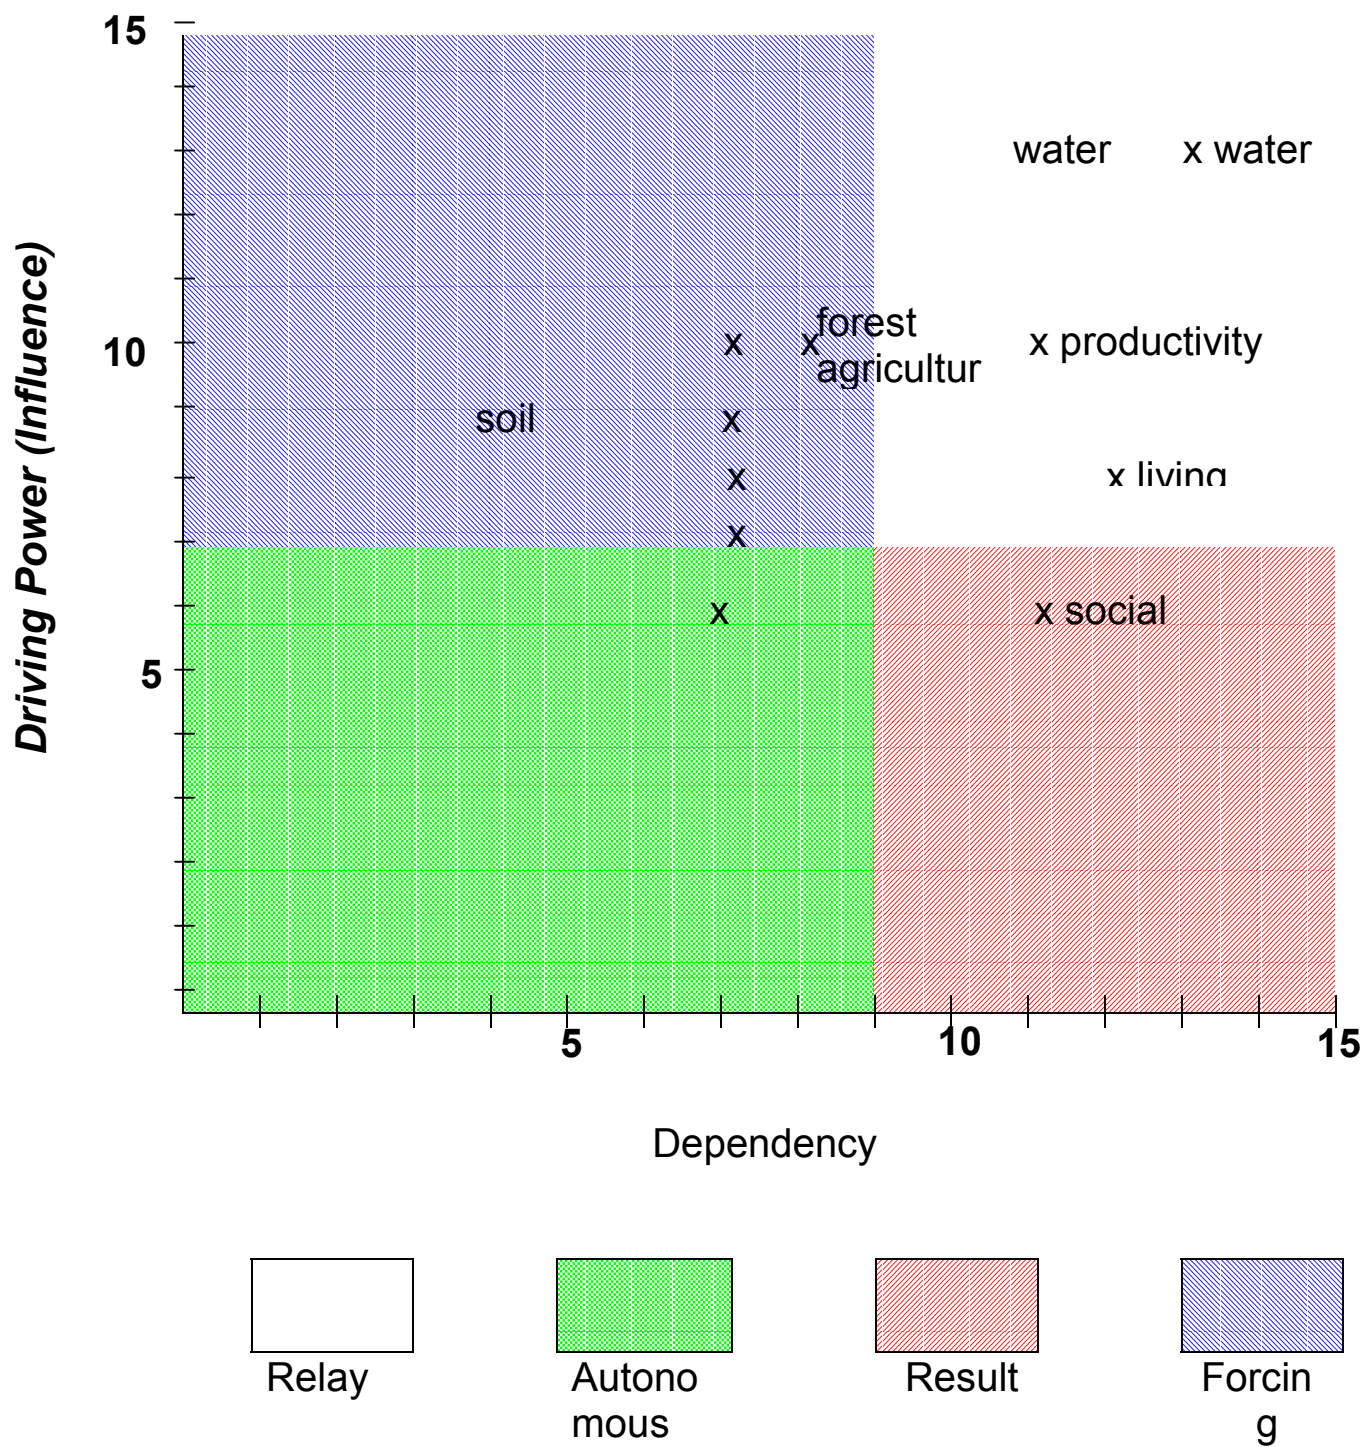 15
water x water
forest
x x x productivity
10
agricultur
soil x
x x living
x
x x social
5
5 10 15
Driving Power (Influence)
Dependency
Relay Autono Result Forcin
mous g